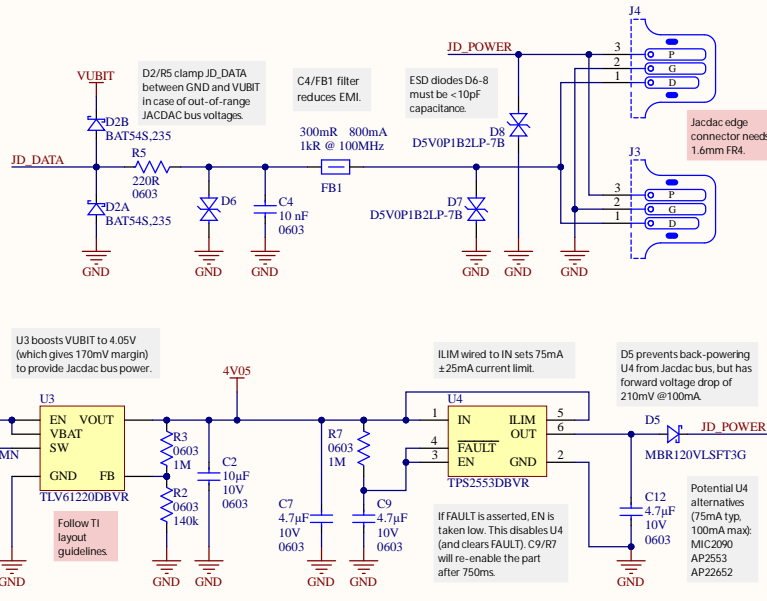 J4
JD_POWER
3
P
2
G
1
D
D2/R5 clamp JD_DATA
between GND and VUBIT
in case of out-of-range
JACDAC bus voltages.
C4/FB1 filter
reduces EMI.
ESD diodes D6-8
must be <10pF
capacitance.
VUBIT
D2B
BAT54S,235
300mR 800mA
1kR @ 100MHz
D8
D5V0P1B2LP-7B
Jacdac edge
connector needs
1.6mm FR4.
JD_DATA
R5
220R
0603
FB1
J3
D2A
BAT54S,235
D6
C4
10 nF
0603
D7
D5V0P1B2LP-7B
3
P
2
G
1
D
GND
GND
GND
GND
GND
GND
U3 boosts VUBIT to 4.05V
(which gives 170mV margin)
to provide Jacdac bus power.
ILIM wired to IN sets 75mA
±25mA current limit.
D5 prevents back-powering
U4 from Jacdac bus, but has
forward voltage drop of
210mV @100mA.
4V05
U3
EN VOUT
VBAT
SW
GND FB
TLV61220DBVR
MN
R3
0603
1M
R2
0603
140k
C2
10µF
10V
0603
R7
0603
1M
C7
4.7µF
10V
0603
C9
4.7µF
10V
0603
U4
1
IN
ILIM
5
OUT
6
4
FAULT
3
EN
GND
2
TPS2553DBVR
D5
JD_POWER
MBR120VLSFT3G
C12
4.7µF
10V
0603
Follow TI
layout
guidelines.
If FAULT is asserted, EN is
taken low. This disables U4
(and clears FAULT). C9/R7
will re-enable the part
after 750ms.
Potential U4
alternatives
(75mA typ,
100mA max):
MIC2090
AP2553
AP22652
GND
GND
GND
GND
GND
GND